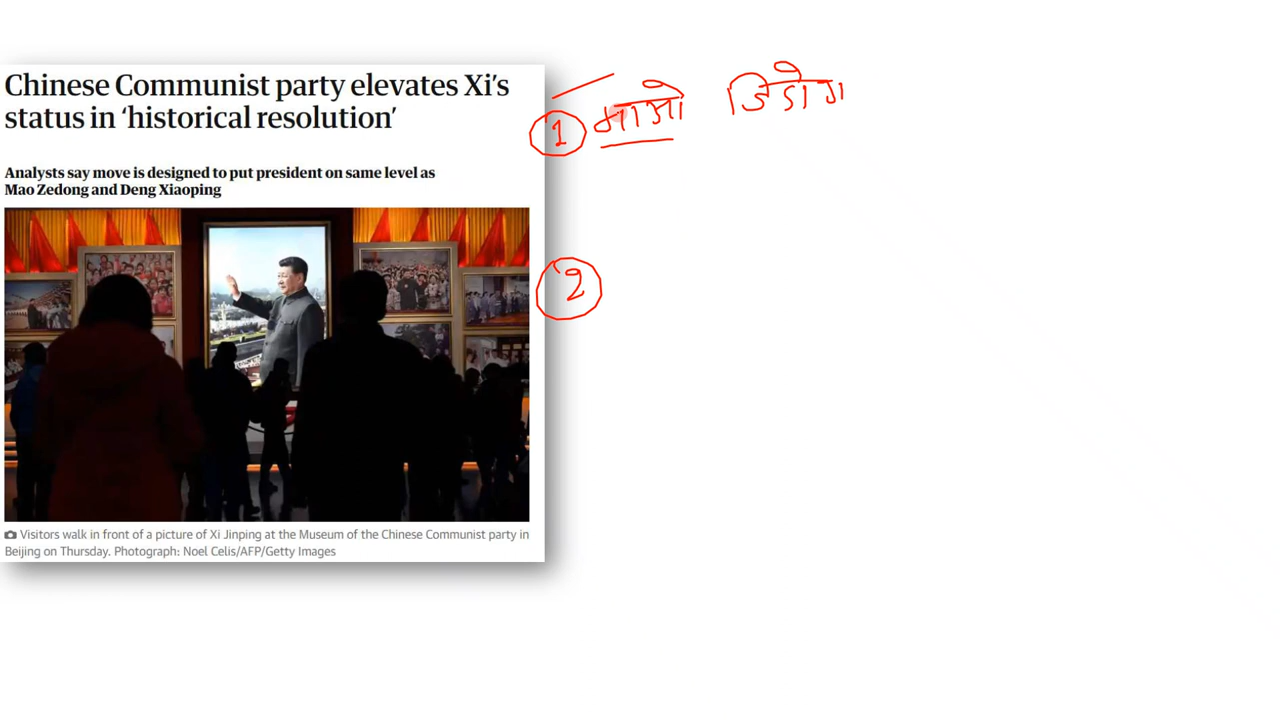 Chinese Communist party elevates Xi's
status in 'historical resolution'
Analysts say move is designed to put president on same level as
Mao Zedong and Deng Xiaoping
Visitors walk in front of a picture of Xi Jinping at the Museum of the Chinese Communist party in
Beijing on Thursday. Photograph: Noel Celis/AFP/Getty Images
1 माओ जिडोंग
2